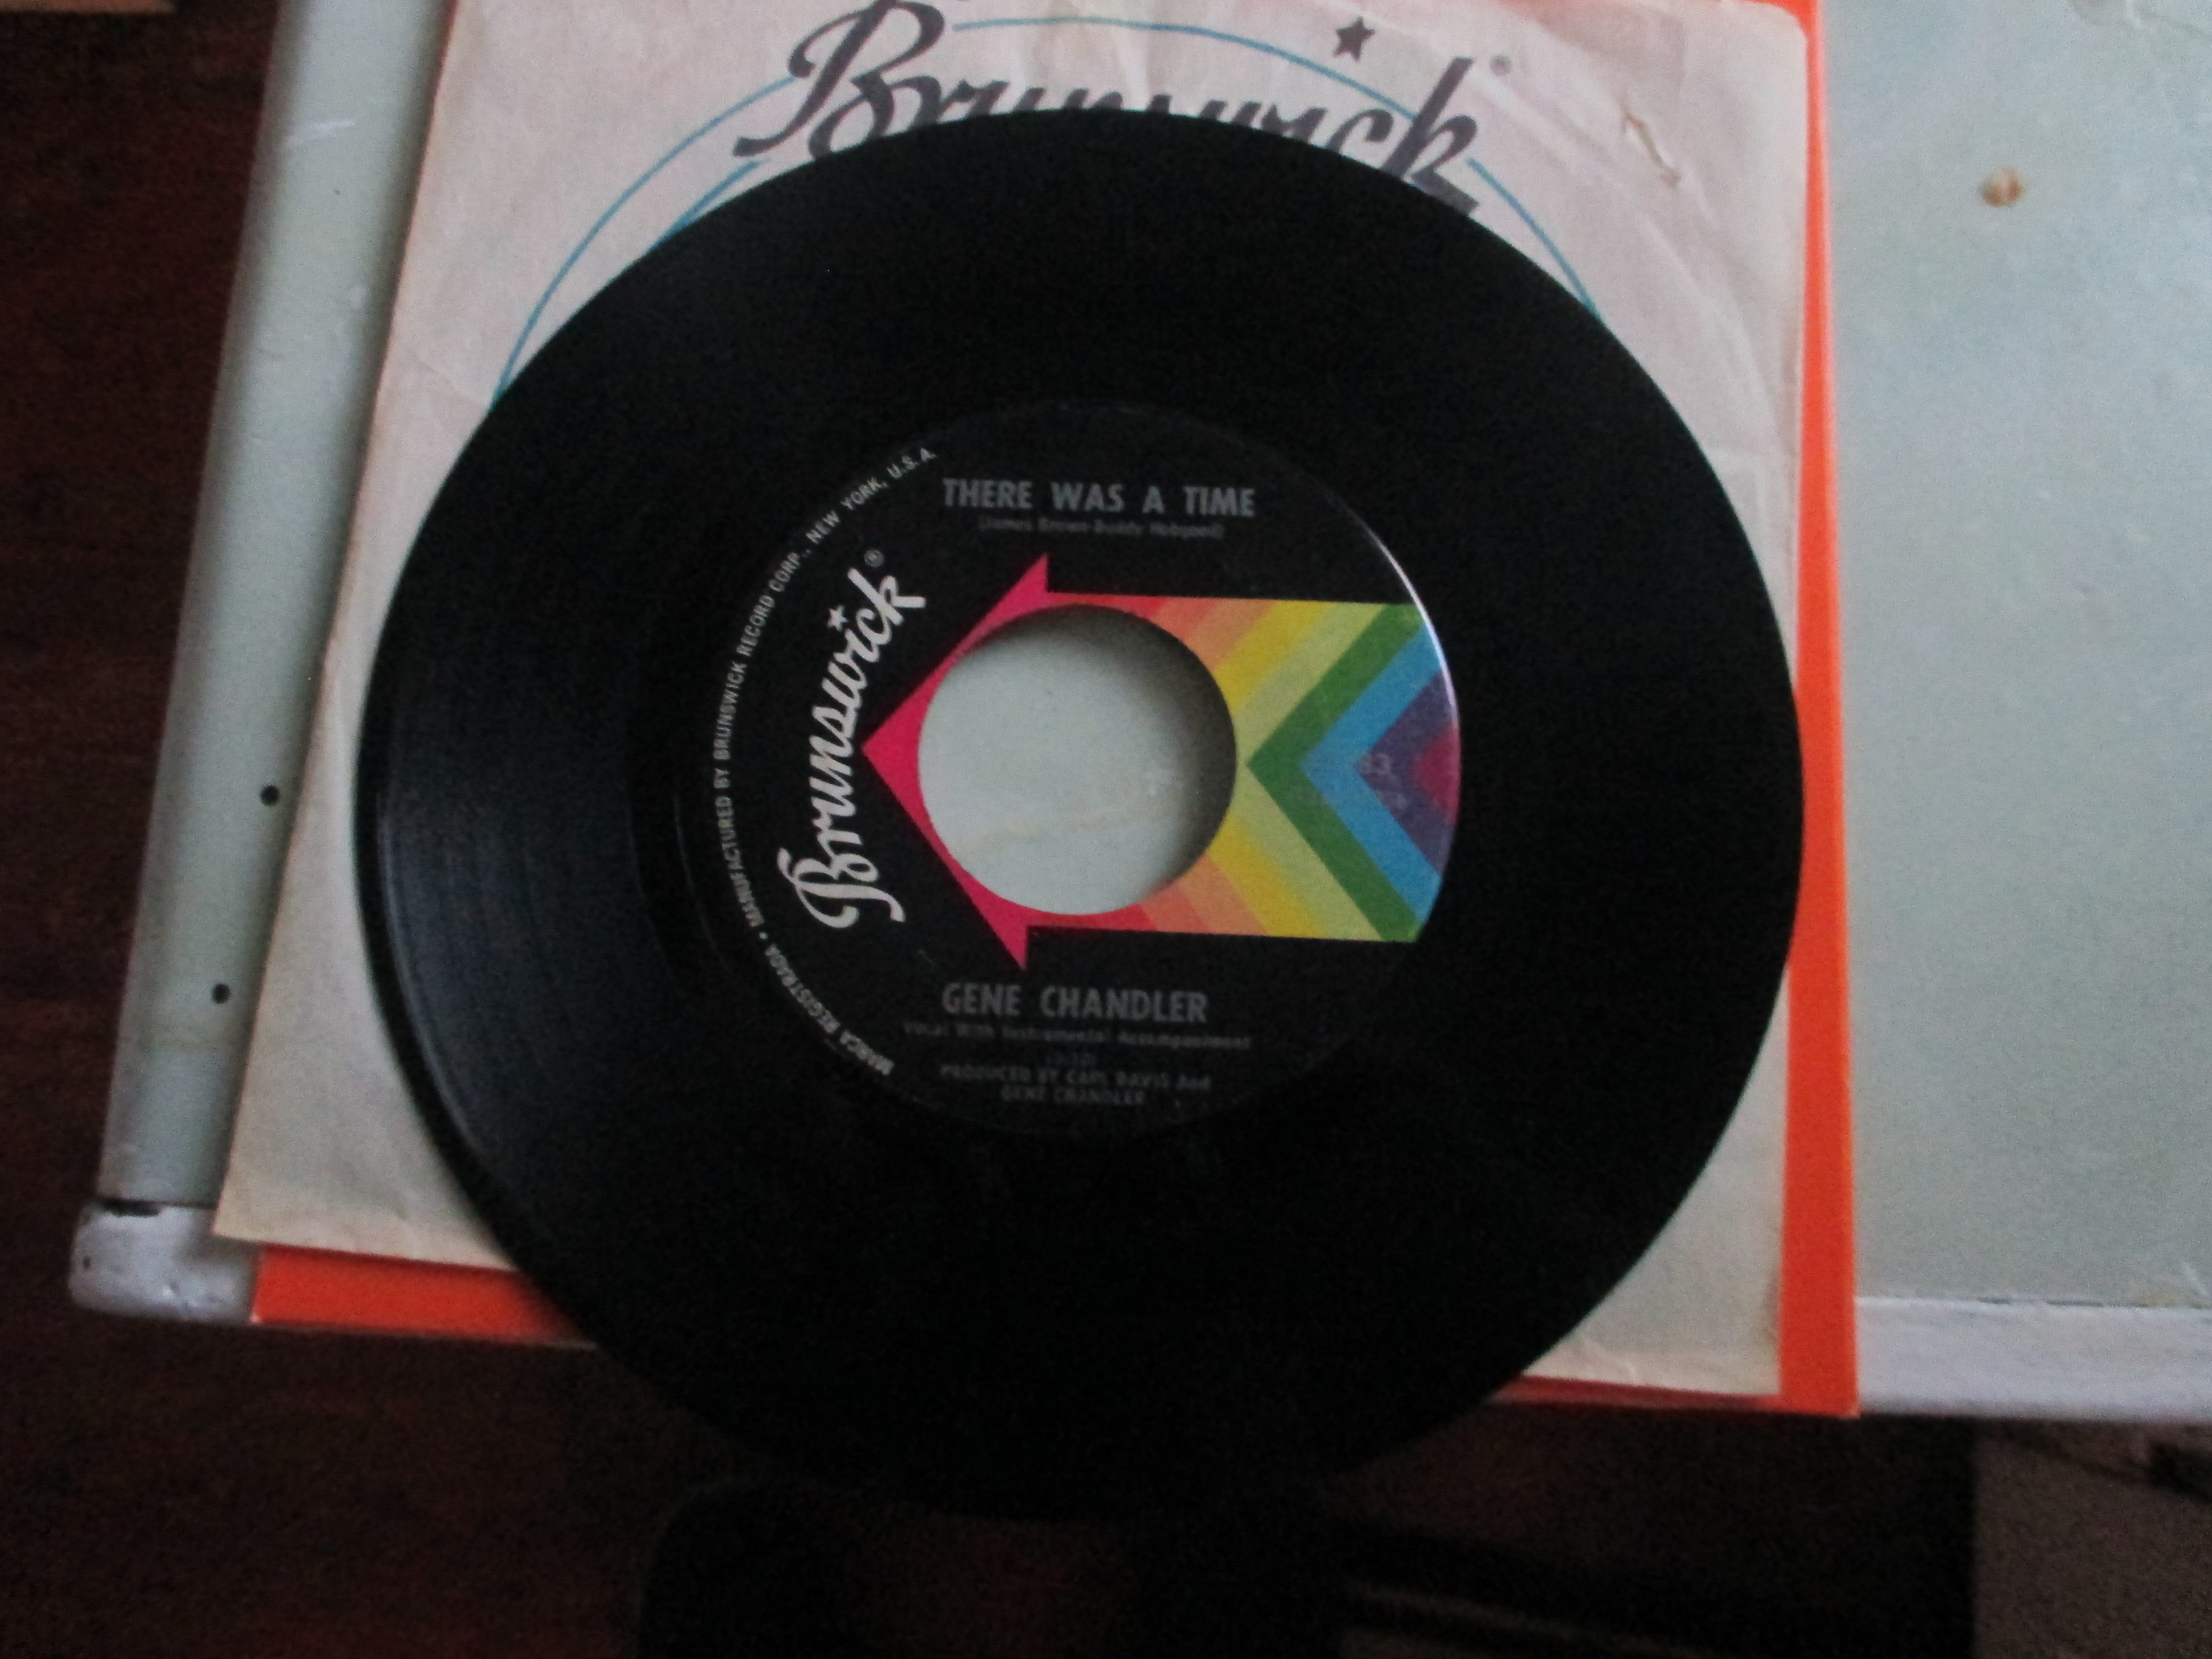 Brunswick
THERE WAS A TIME
(James Brown-Buddy Hobgood)
Brunswick ®
MARCA REGISTRADA • MANUFACTURED BY BRUNSWICK RECORD CORP., NEW YORK, U.S.A.
GENE CHANDLER
Vocal With Instrumental Accompaniment
PRODUCED BY CARL DAVIS And
GENE CHANDLER